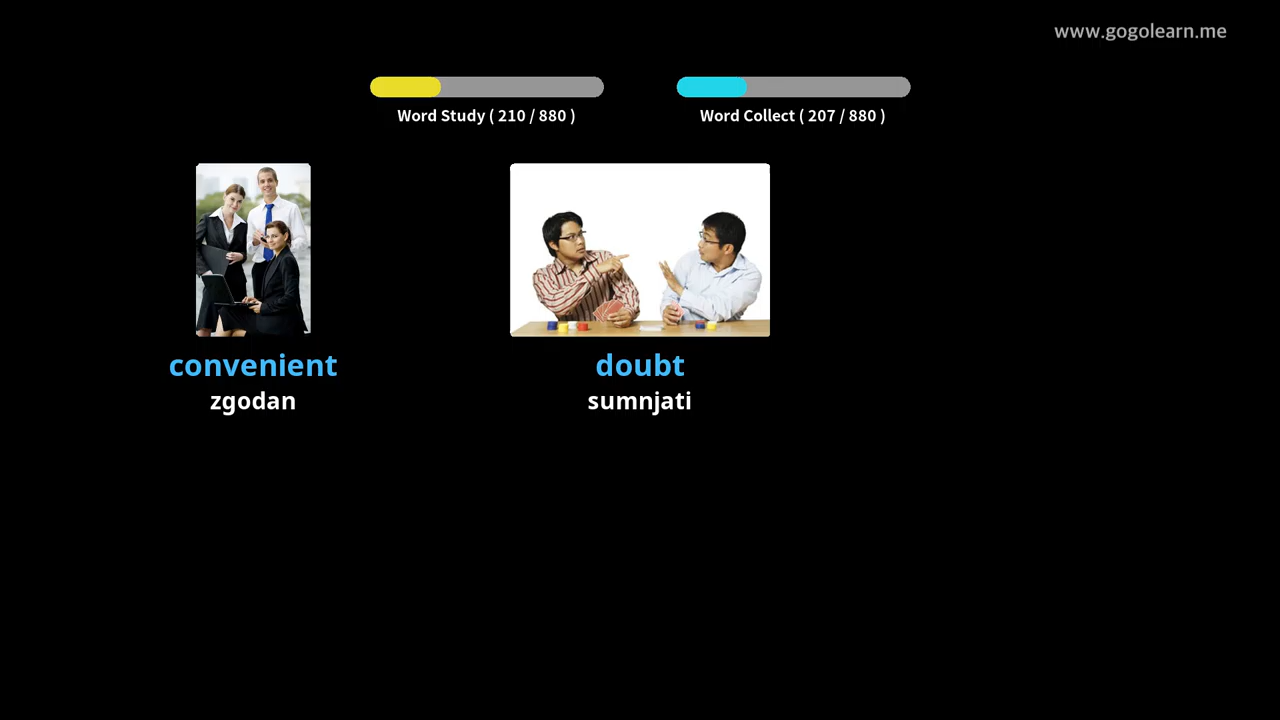 www.gogolearn.me
Word Study ( 210 / 880 )
Word Collect ( 207 / 880 )
convenient
zgodan
doubt
sumnjati